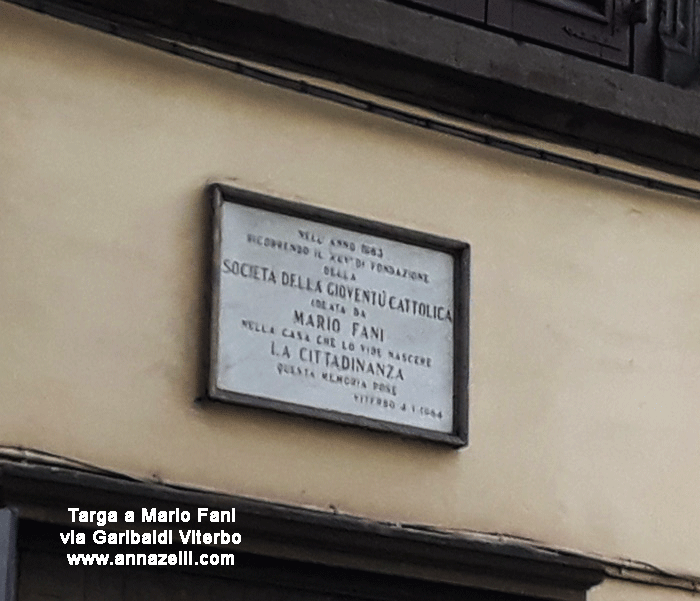 NELL' ANNO 1963
RICORRENDO IL XCV° DI FONDAZIONE
DELLA
SOCIETÀ DELLA GIOVENTÙ CATTOLICA
IDEATA DA
MARIO FANI
NELLA CASA CHE LO VIDE NASCERE
LA CITTADINANZA
QUESTA MEMORIA POSE
VITERBO 4.1.1964
Targa a Mario Fani
via Garibaldi Viterbo
www.annazelli.com